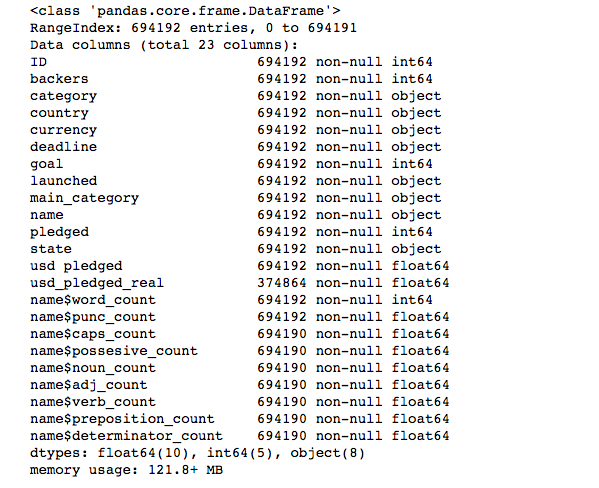 <class 'pandas.core.frame.DataFrame'>
RangeIndex: 694192 entries, 0 to 694191
Data columns (total 23 columns):
ID                          694192 non-null int64
backers                     694192 non-null int64
category                    694192 non-null object
country                     694192 non-null object
currency                    694192 non-null object
deadline                    694192 non-null object
goal                        694192 non-null int64
launched                    694192 non-null object
main_category               694192 non-null object
name                        694192 non-null object
pledged                     694192 non-null int64
state                       694192 non-null object
usd pledged                 694192 non-null float64
usd_pledged_real            374864 non-null float64
name$word_count             694192 non-null int64
name$punc_count             694192 non-null float64
name$caps_count             694190 non-null float64
name$possesive_count        694190 non-null float64
name$noun_count             694190 non-null float64
name$adj_count              694190 non-null float64
name$verb_count             694190 non-null float64
name$preposition_count      694190 non-null float64
name$determinator_count     694190 non-null float64
dtypes: float64(10), int64(5), object(8)
memory usage: 121.8+ MB